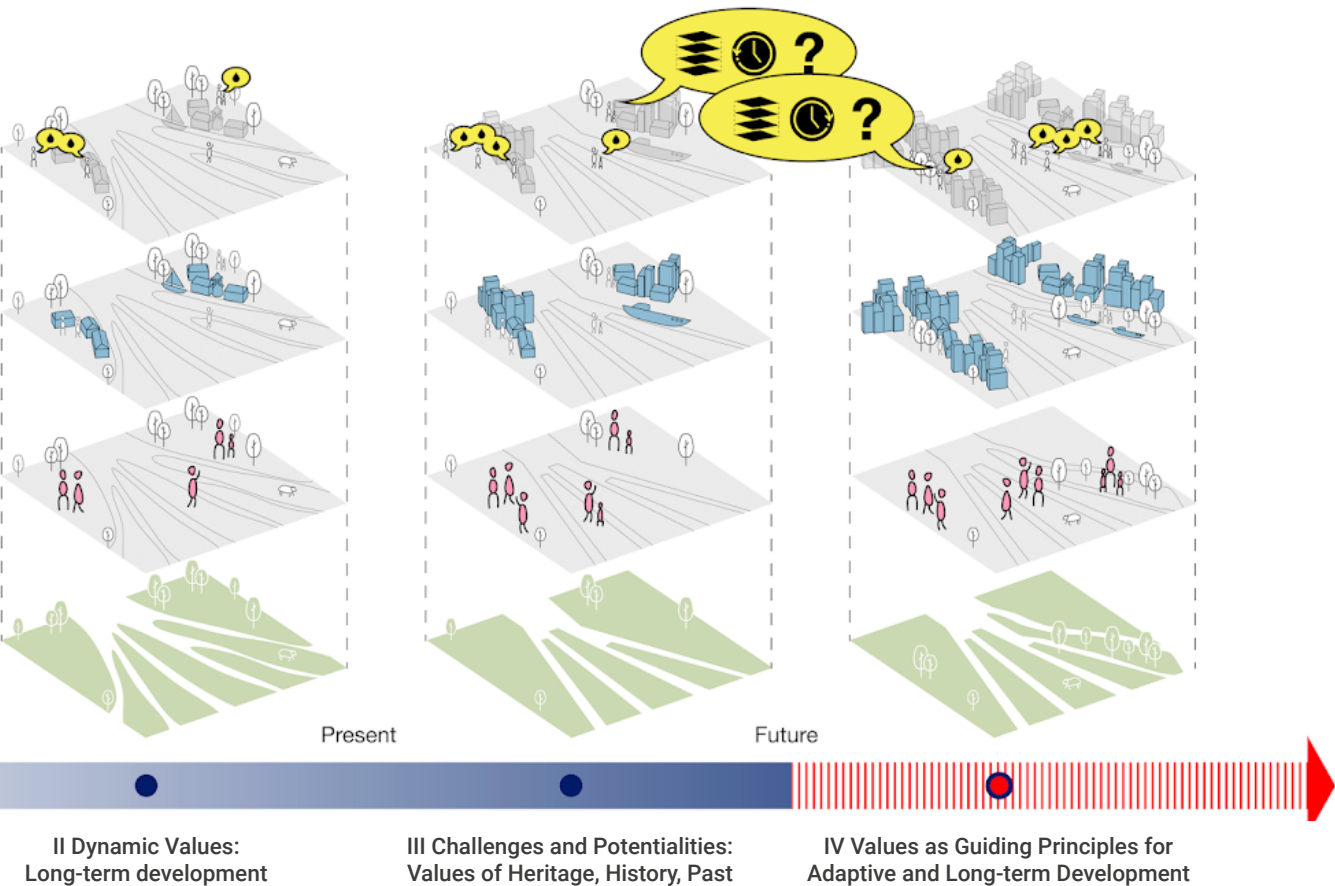 ?
?
Present
Future
II Dynamic Values:
Long-term development
III Challenges and Potentialities:
Values of Heritage, History, Past
IV Values as Guiding Principles for
Adaptive and Long-term Development